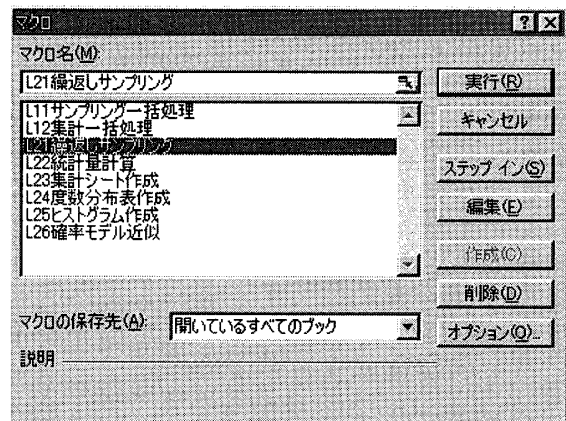 マクロ
マクロ名(M):
L21繰返しサンプリング
実行(R)
L11サンプリング一括処理
L12集計一括処理
キャンセル
L21繰返しサンプリング
L22統計量計算
L23集計シート作成
ステップ イン(S)
L24度数分布表作成
L25ヒストグラム作成
編集(E)
L26確率モデル近似
作成(C)
削除(D)
マクロの保存先(A):
開いているすべてのブック
オプション(O)...
説明